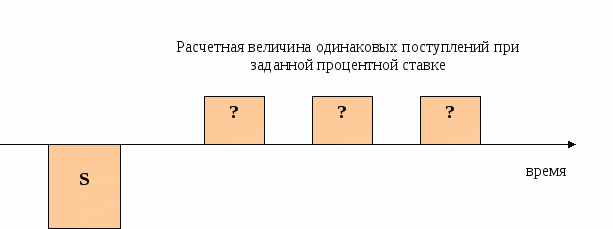 Расчетная величина одинаковых поступлений при
заданной процентной ставке
? ? ?
время
S